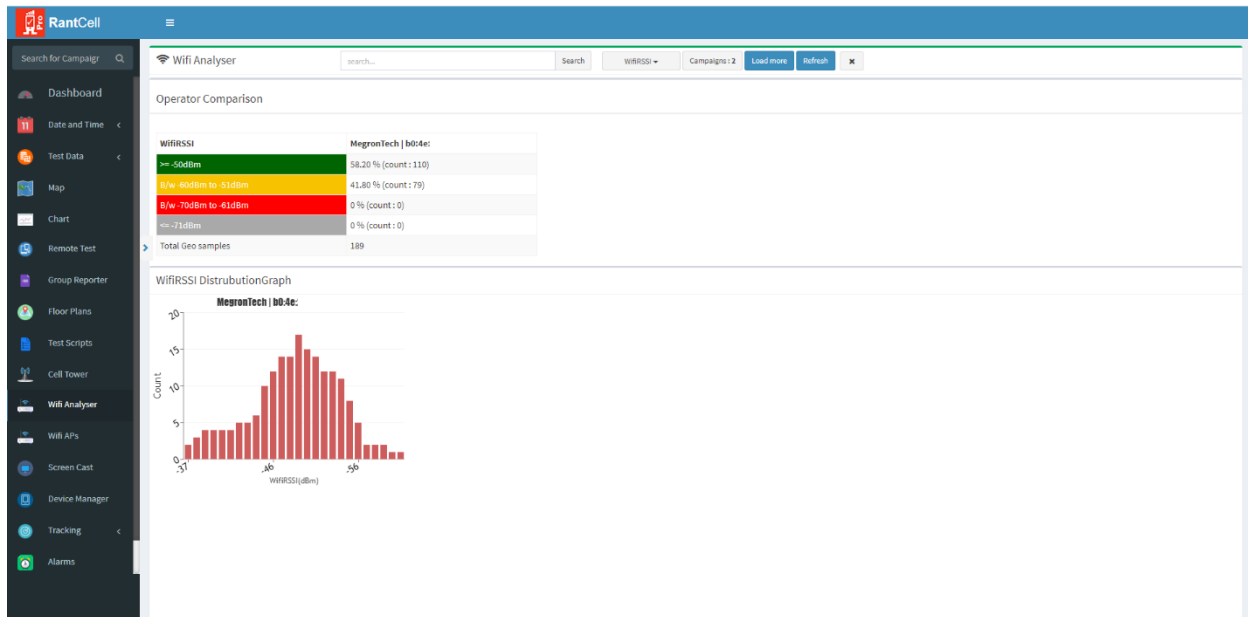 Pro RantCell
Search for Campaigr
Wifi Analyser
search...
Search
WifiRSSI
Campaigns : 2
Load more
Refresh
Dashboard
11 Date and Time
Test Data
Map
Chart
Remote Test
Group Reporter
Floor Plans
Test Scripts
Cell Tower
Wifi Analyser
Wifi APs
Screen Cast
Device Manager
Tracking
Alarms
Operator Comparison
WifiRSSI MegronTech | b0:4e:
>= -50dBm 58.20 % (count : 110)
B/w -60dBm to -51dBm 41.80 % (count : 79)
B/w -70dBm to -61dBm 0 % (count : 0)
<= -71dBm 0 % (count : 0)
Total Geo samples 189
WifiRSSI DistrubutionGraph
MegronTech | b0:4e:
20
15
10
5
0
Count
-37 -46 -56
WifiRSSI(dBm)